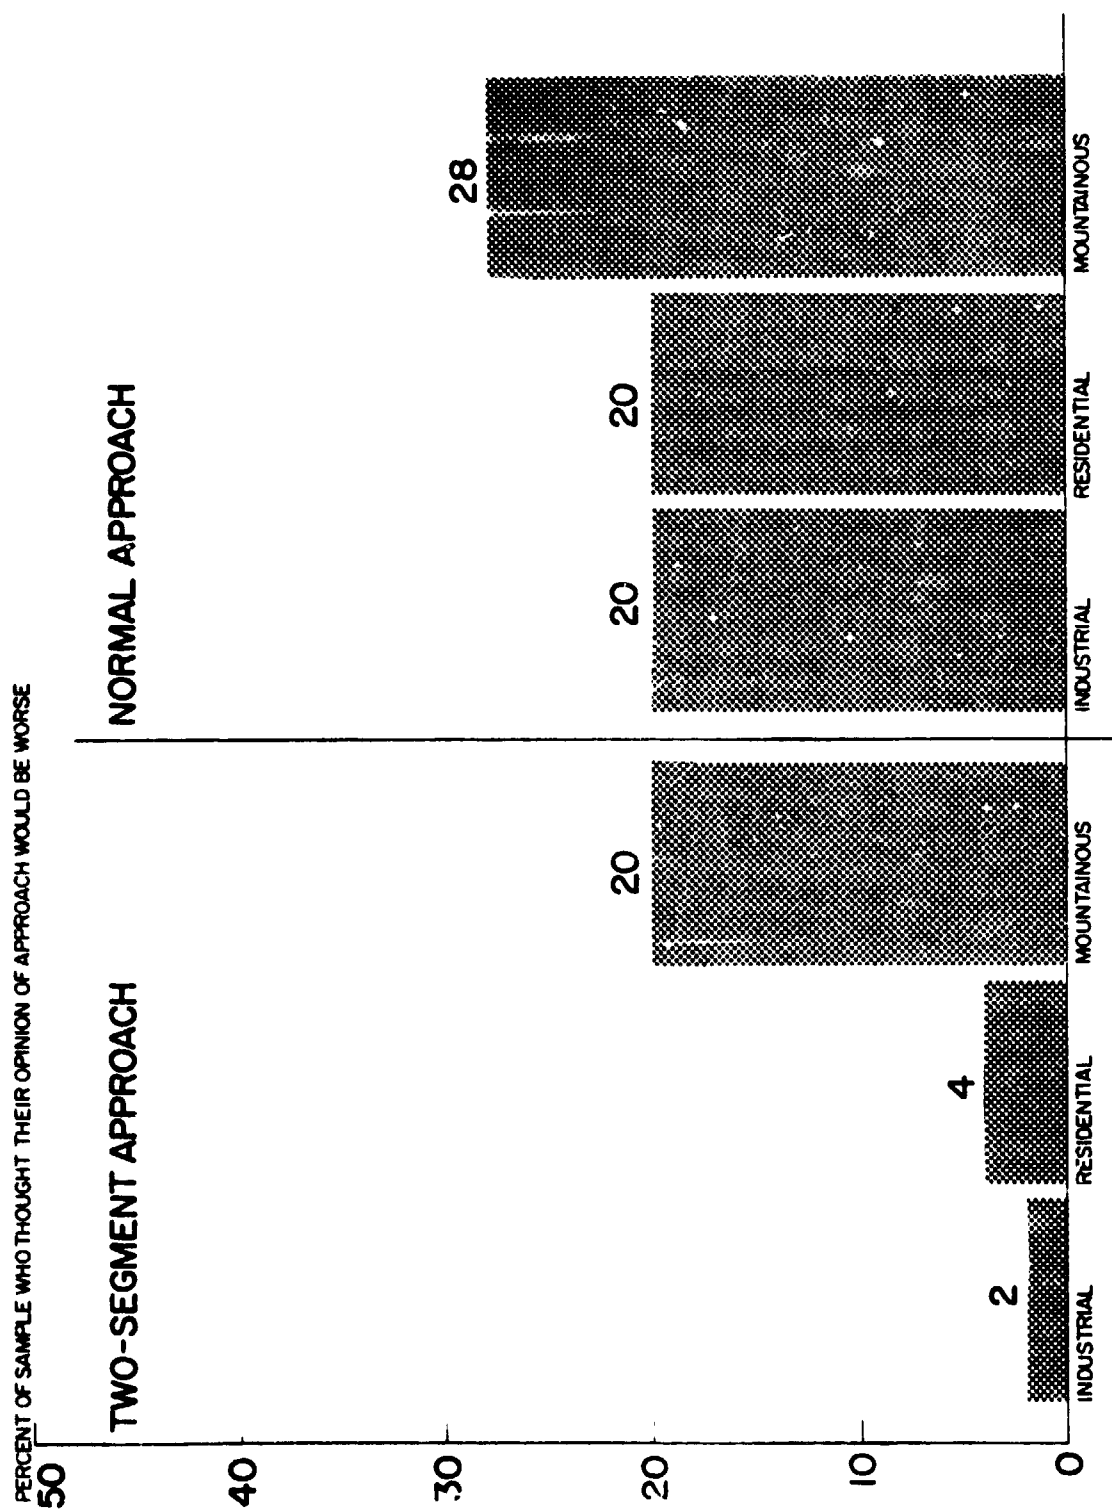 PERCENT OF SAMPLE WHO THOUGHT THEIR OPINION OF APPROACH WOULD BE WORSE
50
40
30
20
10
0
TWO-SEGMENT APPROACH
NORMAL APPROACH
2
4
20
20
20
28
INDUSTRIAL
RESIDENTIAL
MOUNTAINOUS
INDUSTRIAL
RESIDENTIAL
MOUNTAINOUS